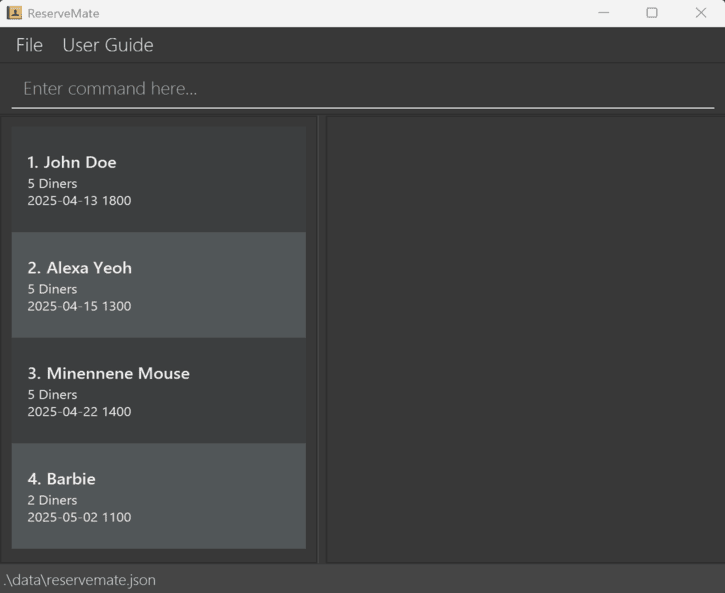 ReserveMate
File User Guide
Enter command here...
1. John Doe
5 Diners
2025-04-13 1800
2. Alexa Yeoh
5 Diners
2025-04-15 1300
3. Minennene Mouse
5 Diners
2025-04-22 1400
4. Barbie
2 Diners
2025-05-02 1100
.\data\reservemate.json